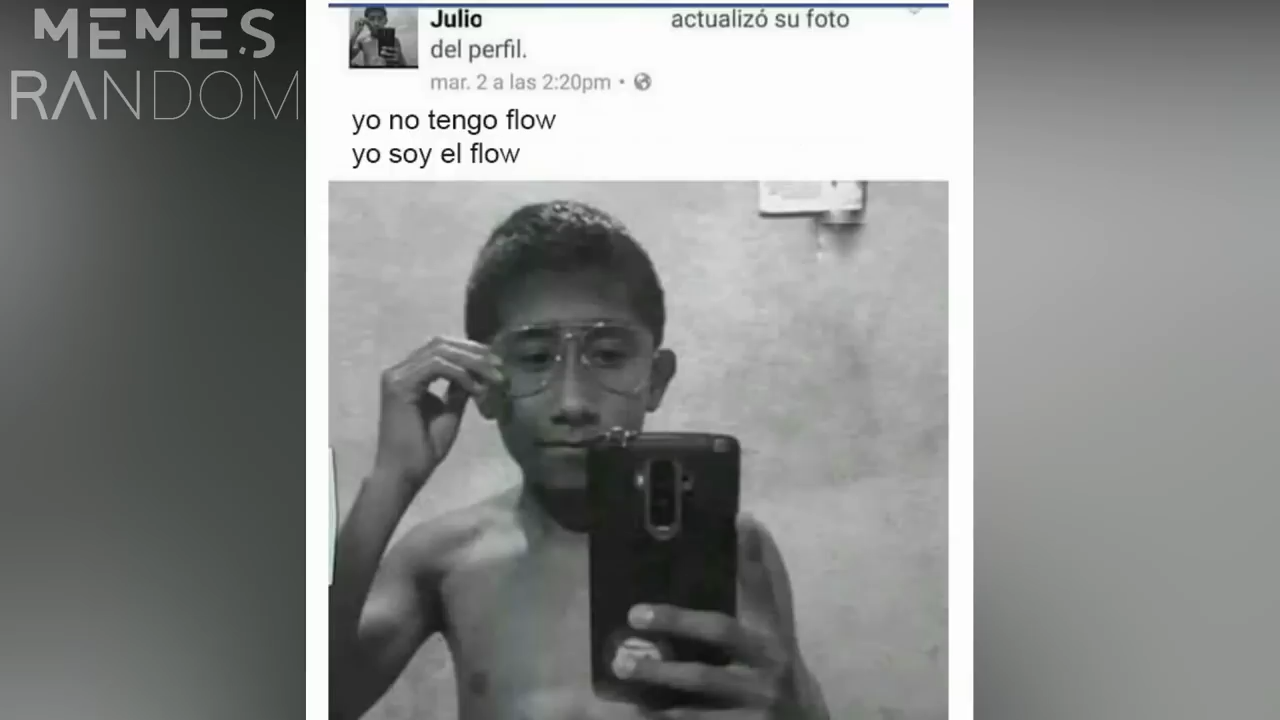 MEMES
RANDOM
Julio actualizó su foto
del perfil.
mar. 2 a las 2:20pm •
yo no tengo flow
yo soy el flow